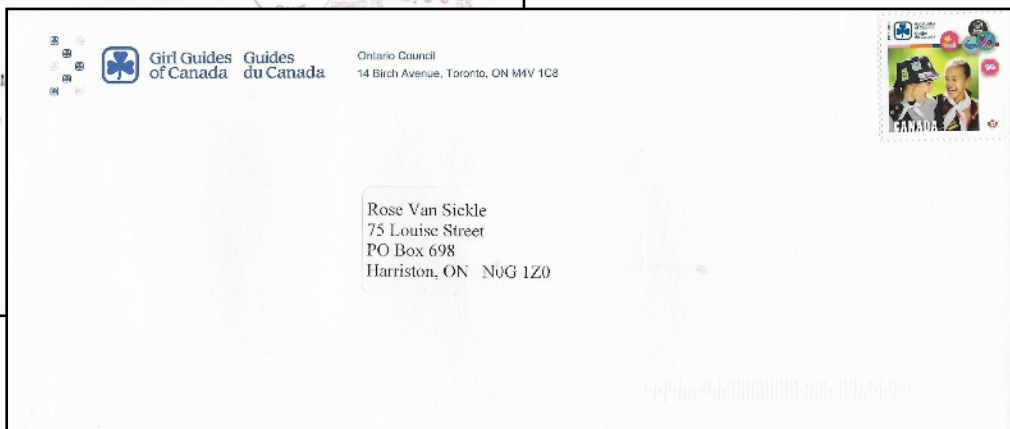 Girl Guides Guides
of Canada du Canada
Ontario Council
14 Birch Avenue, Toronto, ON M4V 1C8
CANADA
P
Rose Van Sickle
75 Louise Street
PO Box 698
Harriston, ON N0G 1Z0